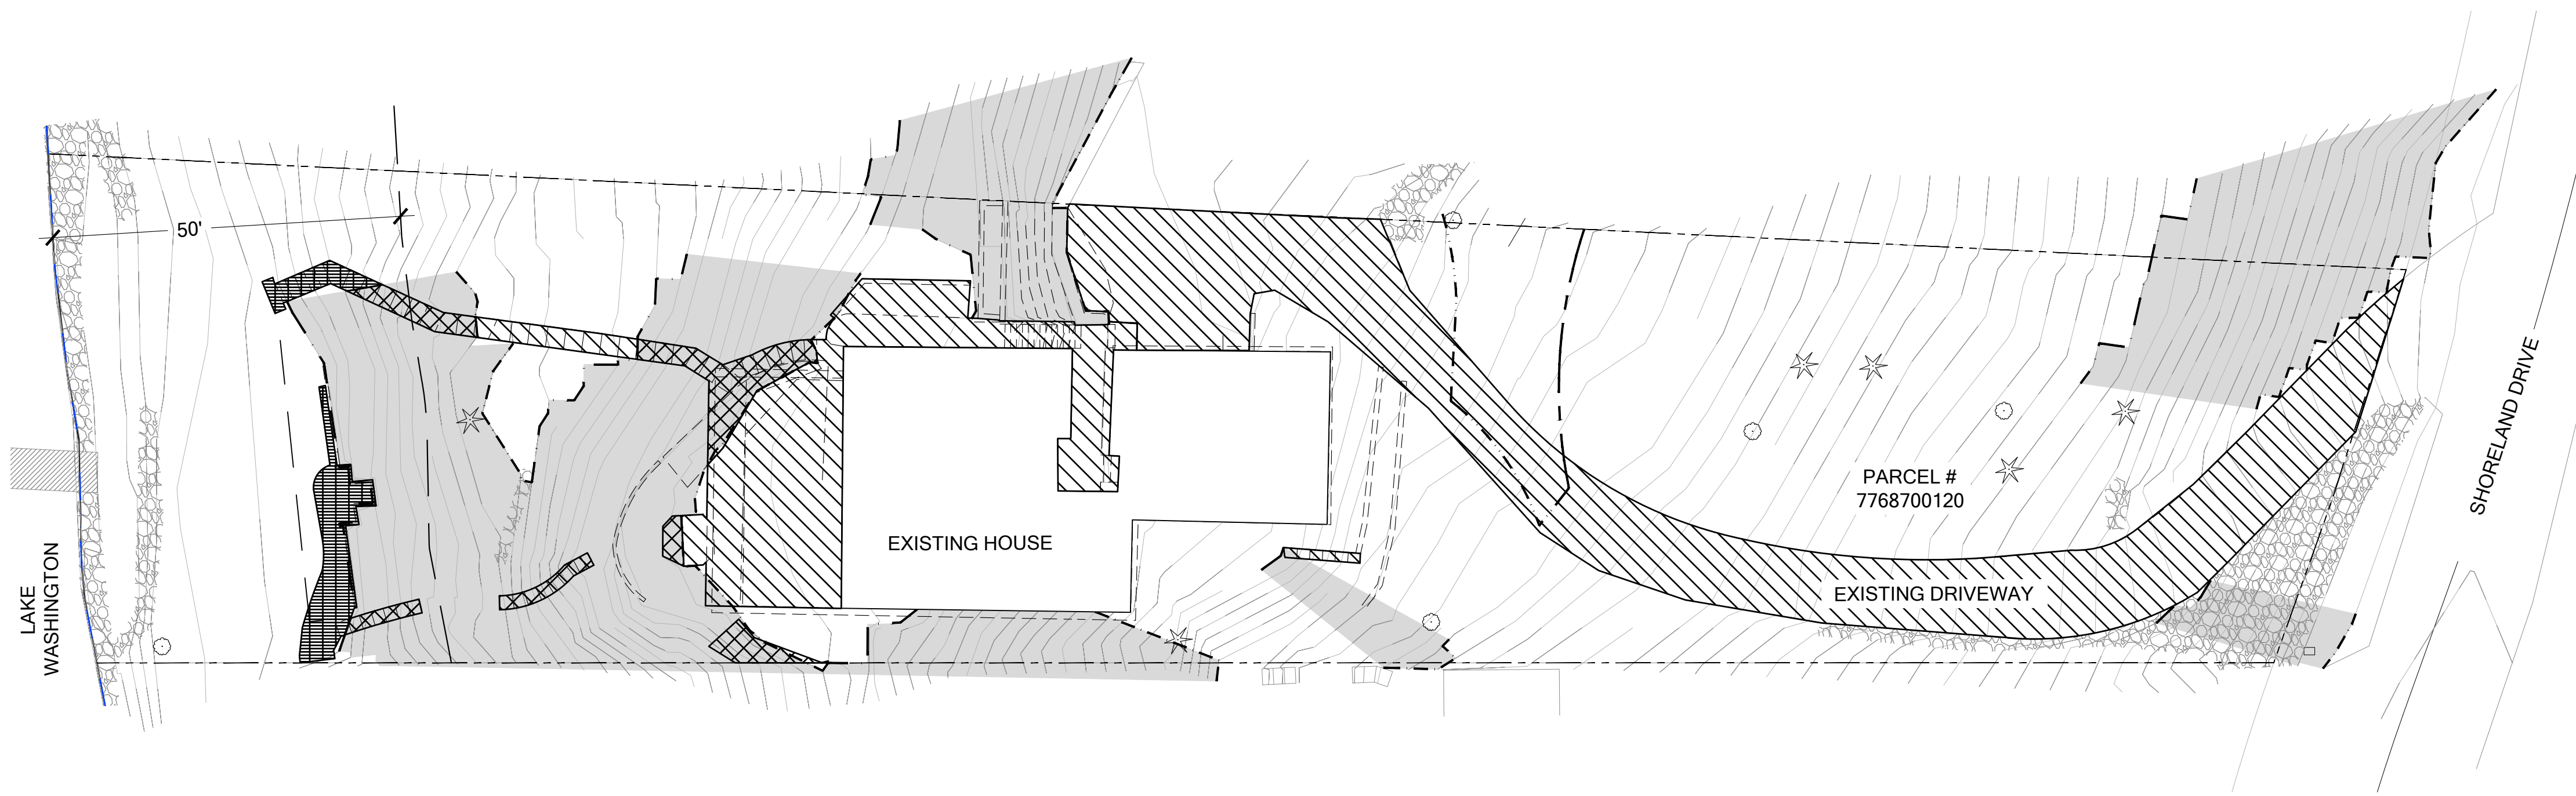 50'
LAKE
WASHINGTON
EXISTING HOUSE
PARCEL #
7768700120
EXISTING DRIVEWAY
SHORELAND DRIVE